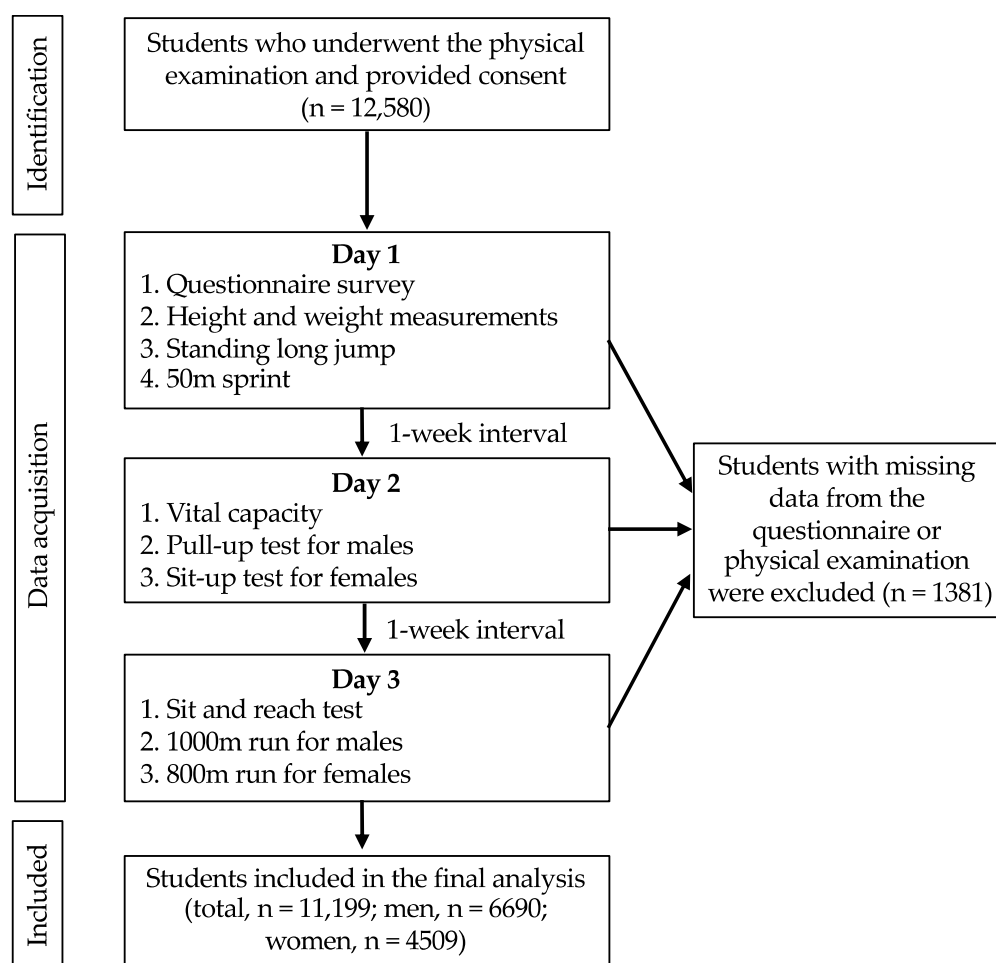 Identification
Students who underwent the physical
examination and provided consent
(n = 12,580)
Data acquisition
Day 1
1. Questionnaire survey
2. Height and weight measurements
3. Standing long jump
4. 50m sprint
1-week interval
Day 2
1. Vital capacity
2. Pull-up test for males
3. Sit-up test for females
1-week interval
Day 3
1. Sit and reach test
2. 1000m run for males
3. 800m run for females
Students with missing
data from the
questionnaire or
physical examination
were excluded (n = 1381)
Included
Students included in the final analysis
(total, n = 11,199; men, n = 6690;
women, n = 4509)